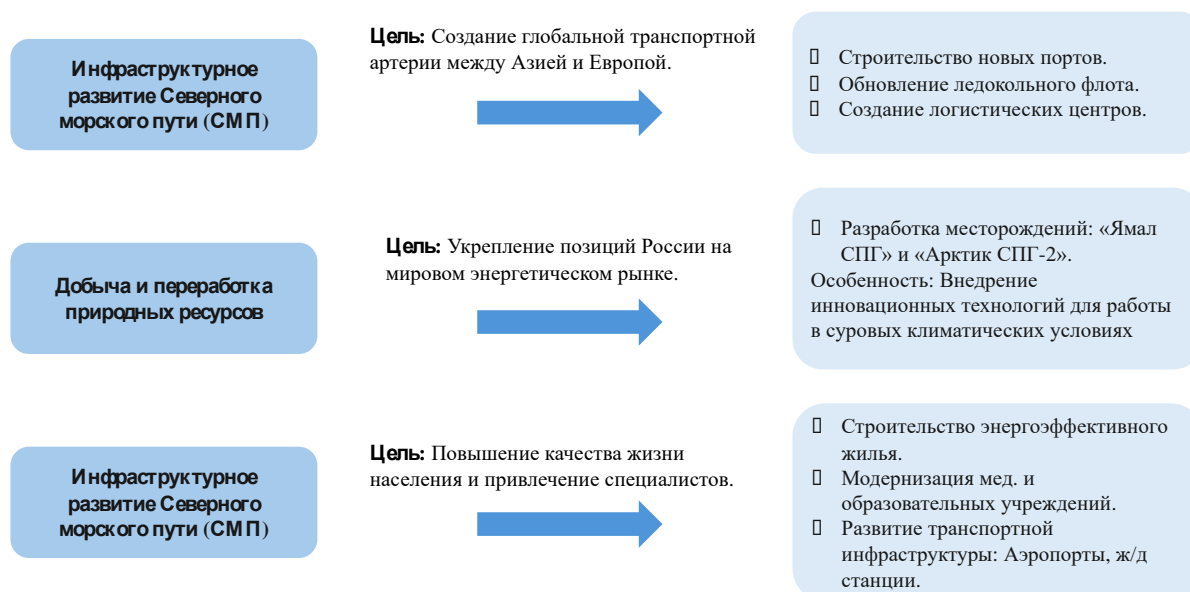 Инфраструктурное
развитие Северного
морского пути (СМП)
Цель: Создание глобальной транспортной
артерии между Азией и Европой.
Строительство новых портов.
Обновление ледокольного флота.
Создание логистических центров.
Добыча и переработка
природных ресурсов
Цель: Укрепление позиций России на
мировом энергетическом рынке.
Разработка месторождений: «Ямал
СПГ» и «Арктик СПГ-2».
Особенность: Внедрение
инновационных технологий для работы
в суровых климатических условиях
Инфраструктурное
развитие Северного
морского пути (СМП)
Цель: Повышение качества жизни
населения и привлечение специалистов.
Строительство энергоэффективного
жилья.
Модернизация мед. и
образовательных учреждений.
Развитие транспортной
инфраструктуры: Аэропорты, ж/д
станции.